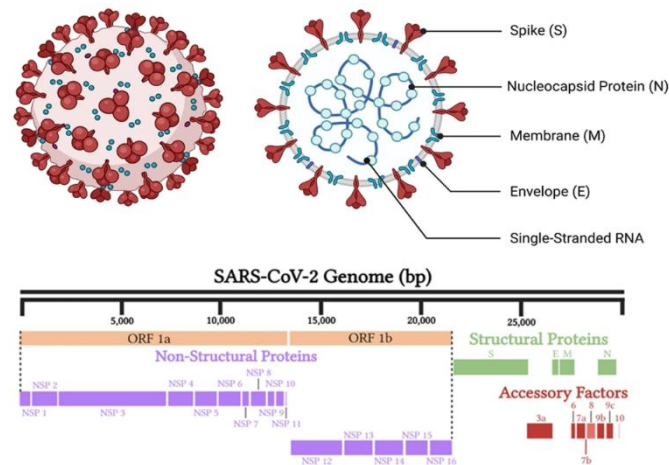 Spike (S)
Nucleocapsid Protein (N)
Membrane (M)
Envelope (E)
Single-Stranded RNA
SARS-CoV-2 Genome (bp)
5,000 10,000 15,000 20,000 25,000
ORF 1a ORF 1b
Structural Proteins
S E M N
Non-Structural Proteins
NSP 8
NSP 2 NSP 4 NSP 6 NSP 10
NSP 1 NSP 3 NSP 5 NSP 9
NSP 7 NSP 11
NSP 13 NSP 15
NSP 12 NSP 14 NSP 16
Accessory Factors
6 8 9c
3a 7a 9b 10
7b